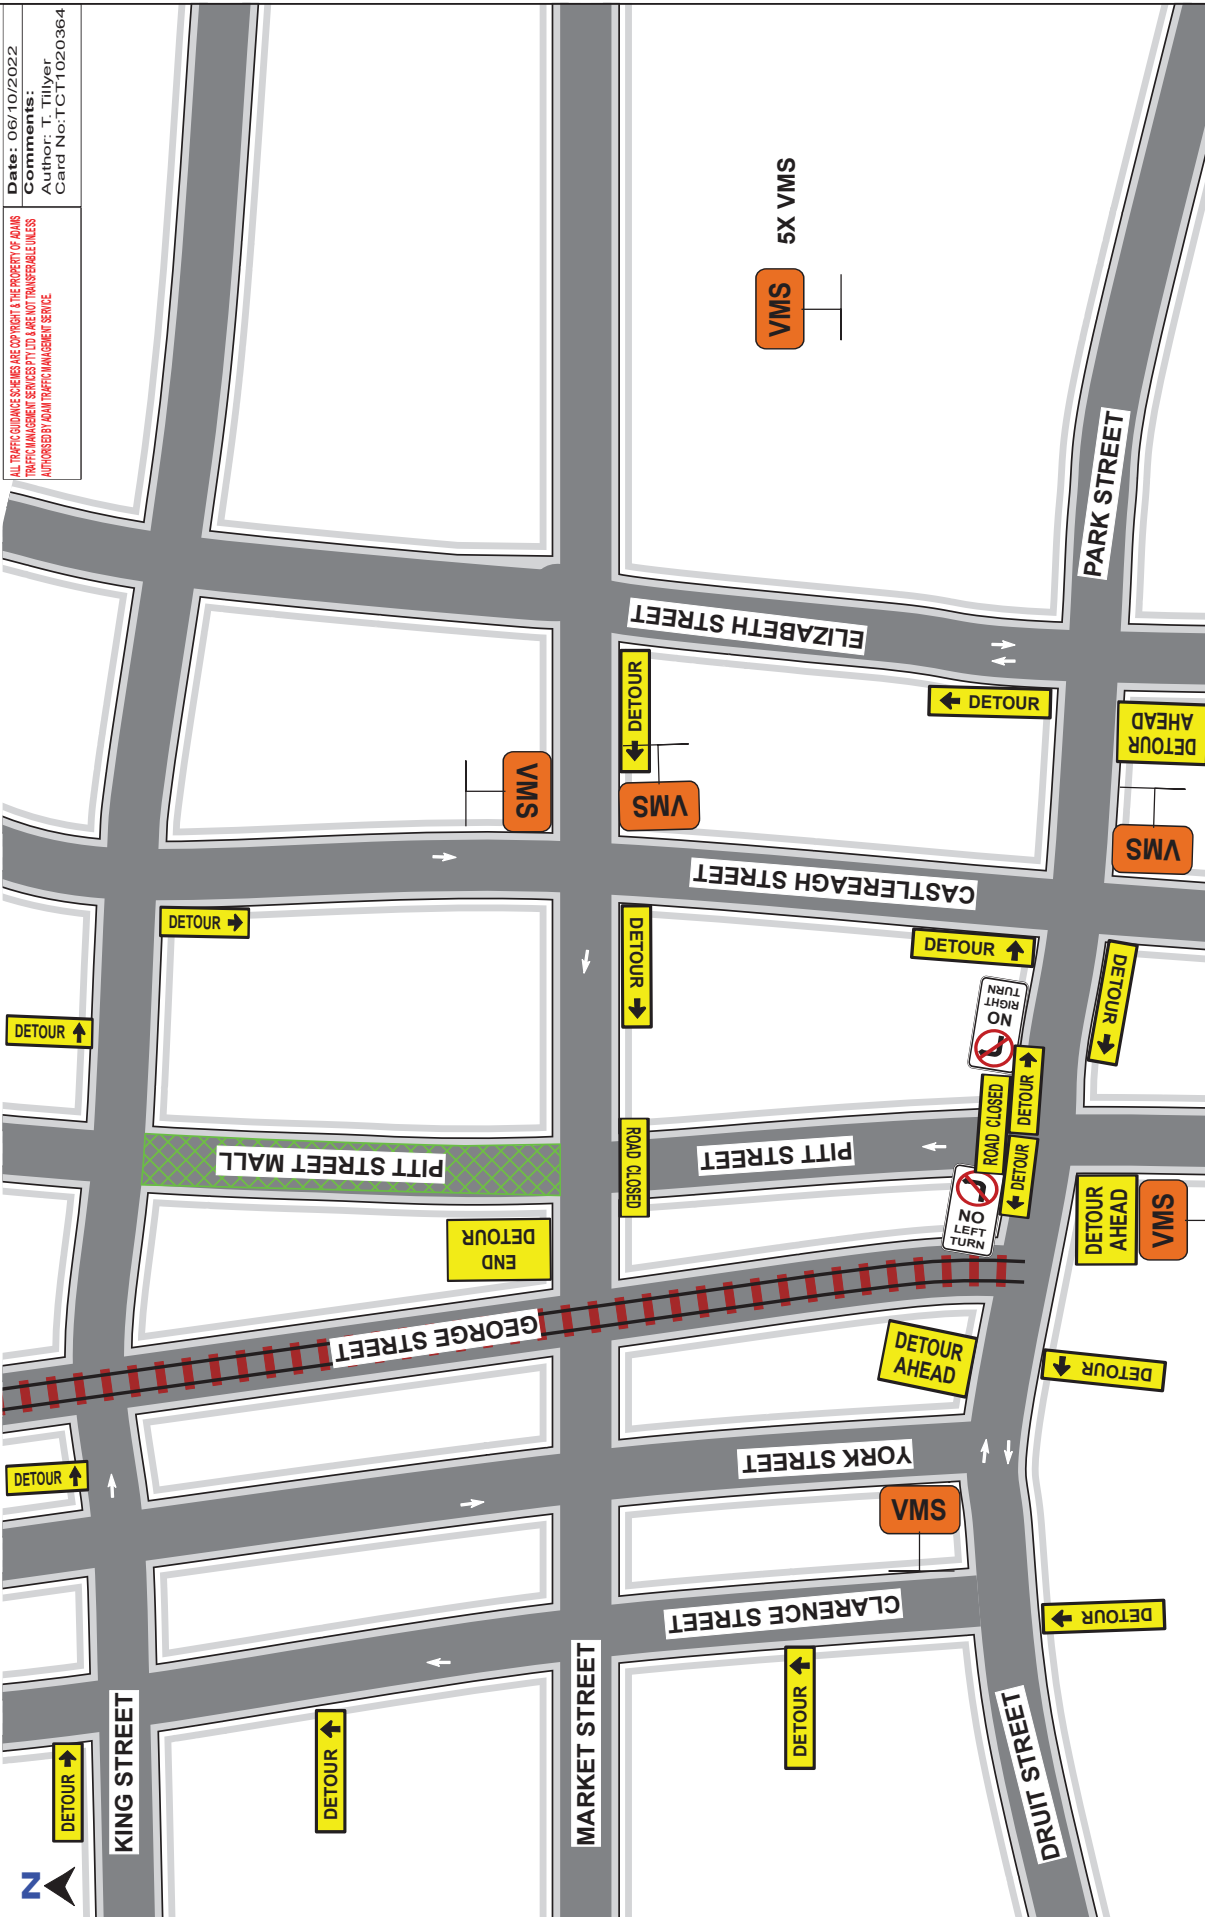 Date: 06/10/2022
Comments:
Author: T. Tillyer
Card No:TCT1020364
ALL TRAFFIC GUIDANCE SCHEMES ARE COPYRIGHT & THE PROPERTY OF ADAMS
TRAFFIC MANAGEMENT SERVICES PTY LTD & ARE NOT TRANSFERABLE UNLESS
AUTHORISED BY ADAM TRAFFIC MANAGEMENT SERVICE.
5X VMS
VMS
PARK STREET
ELIZABETH STREET
DETOUR
DETOUR
DETOUR
AHEAD
VMS
VMS
VMS
CASTLEREAGH STREET
DETOUR
DETOUR
DETOUR
DETOUR
DETOUR
NO
RIGHT
TURN
ROAD CLOSED
DETOUR
DETOUR
NO
LEFT
TURN
PITT STREET MALL
ROAD CLOSED
PITT STREET
DETOUR
AHEAD
VMS
END
DETOUR
GEORGE STREET
DETOUR
AHEAD
DETOUR
DETOUR
YORK STREET
VMS
CLARENCE STREET
DETOUR
DETOUR
DETOUR
DETOUR
KING STREET
MARKET STREET
DRUIT STREET
N